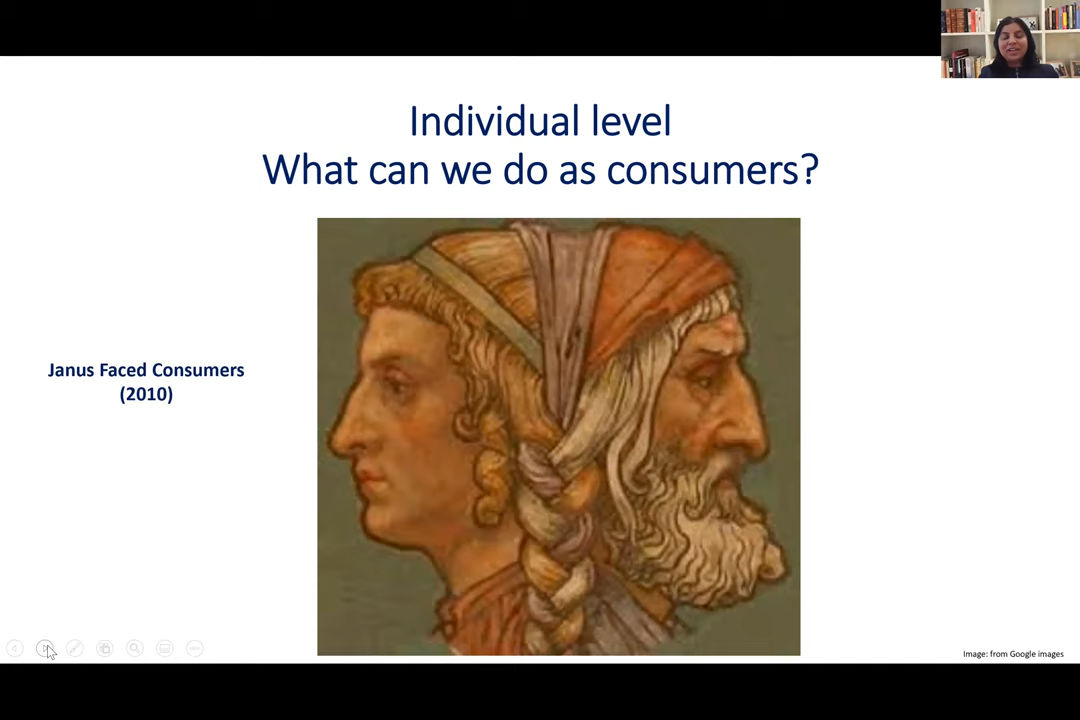 Individual level
What can we do as consumers?
Janus Faced Consumers
(2010)
Image: from Google images